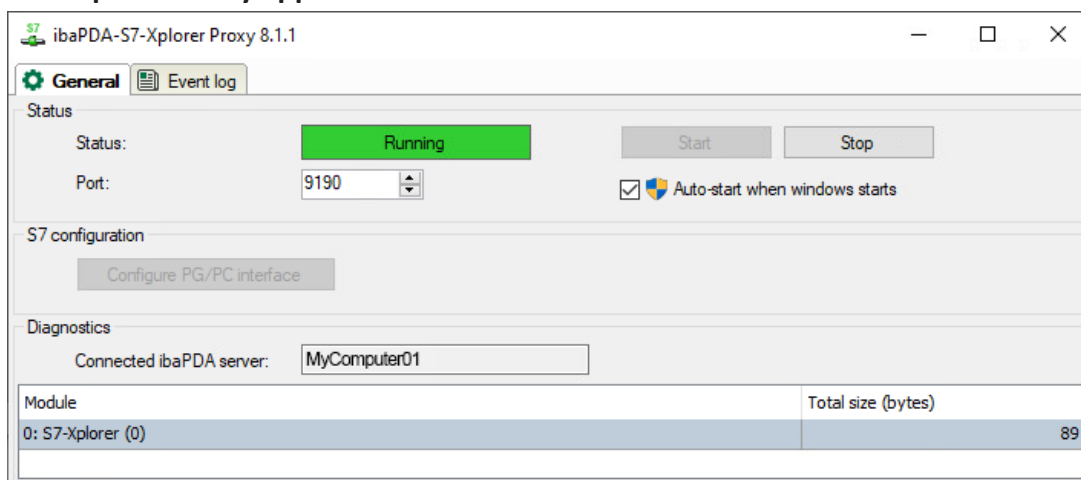 S7 ibaPDA-S7-Xplorer Proxy 8.1.1
General Event log
Status
Status: Running Start Stop
Port: 9190 Auto-start when windows starts
S7 configuration
Configure PG/PC interface
Diagnostics
Connected ibaPDA server: MyComputer01
Module Total size (bytes)
0: S7-Xplorer (0) 89